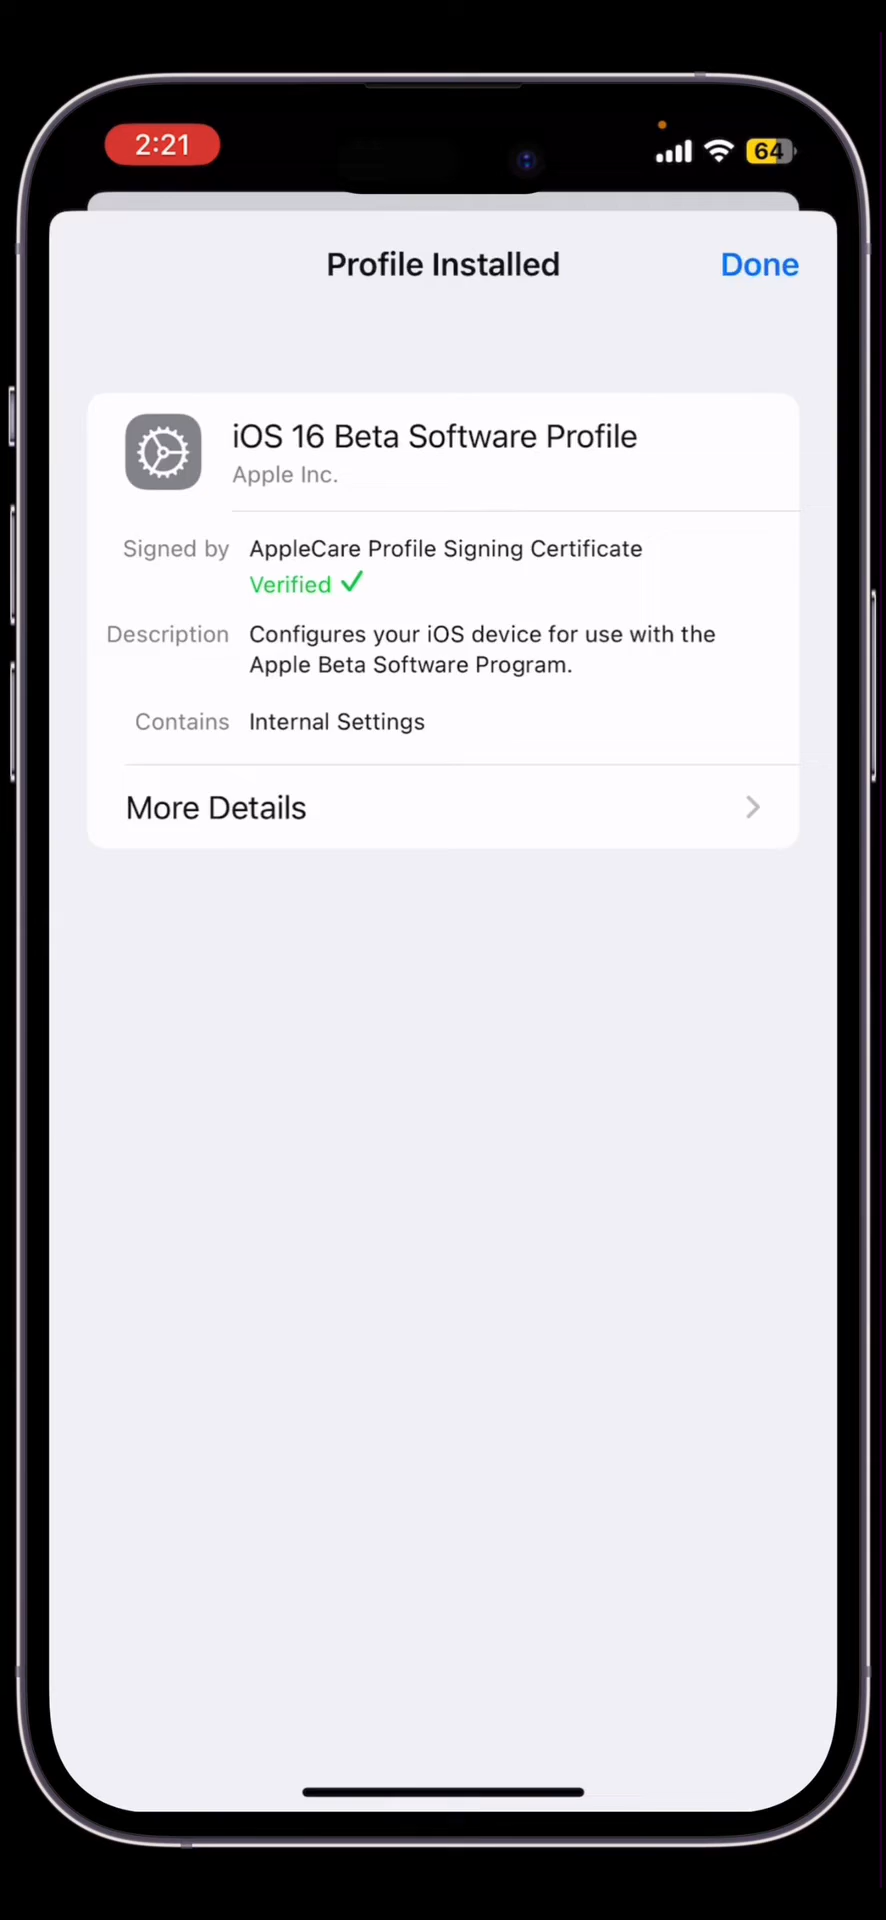 2:21
64
Profile Installed
Done
iOS 16 Beta Software Profile
Apple Inc.
Signed by AppleCare Profile Signing Certificate
Verified ✓
Description Configures your iOS device for use with the
Apple Beta Software Program.
Contains Internal Settings
More Details